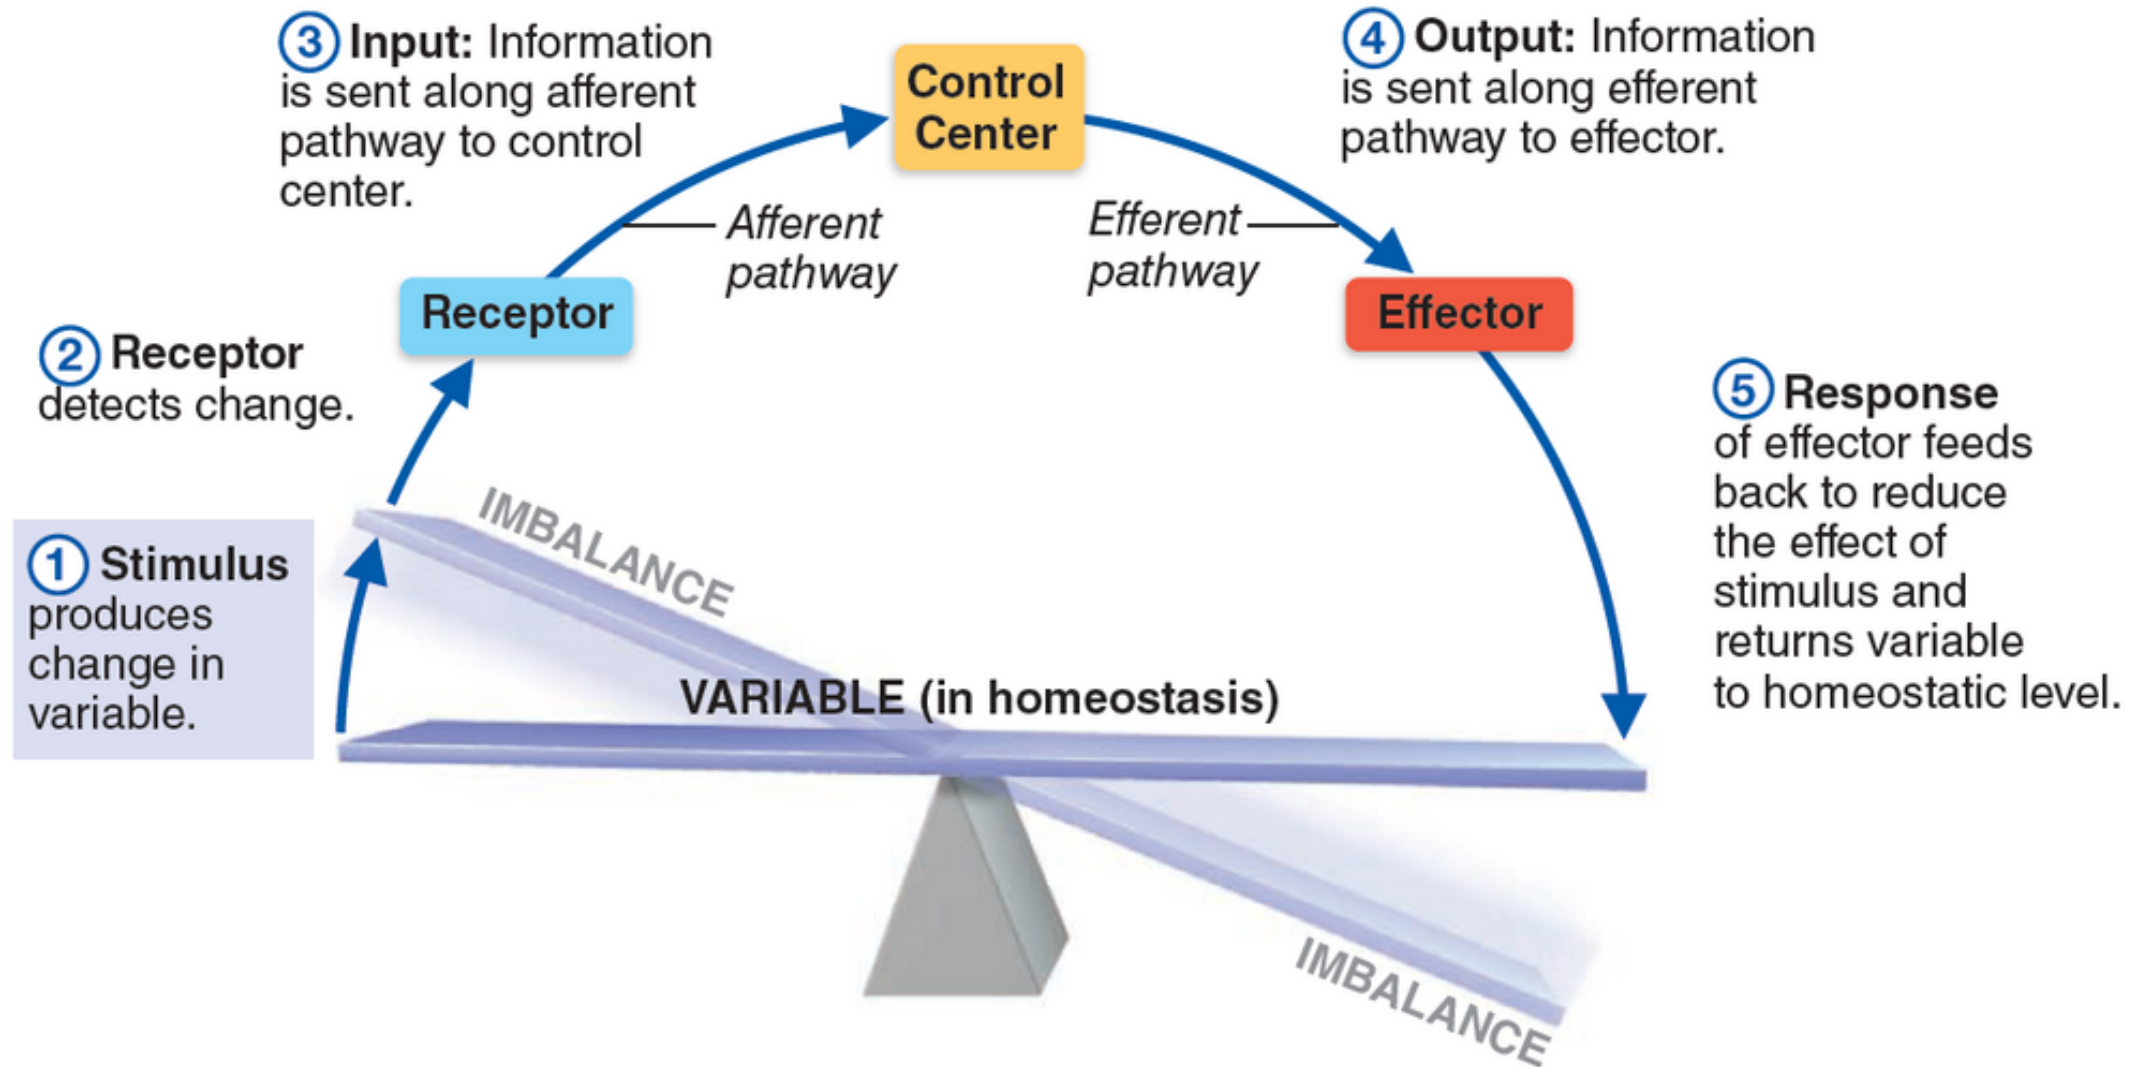 3 Input: Information
is sent along afferent
pathway to control
center.
Control
Center
4 Output: Information
is sent along efferent
pathway to effector.
Afferent
pathway
Efferent
pathway
Receptor
Effector
2 Receptor
detects change.
5 Response
of effector feeds
back to reduce
the effect of
stimulus and
returns variable
to homeostatic level.
IMBALANCE
1 Stimulus
produces
change in
variable.
VARIABLE (in homeostasis)
IMBALANCE